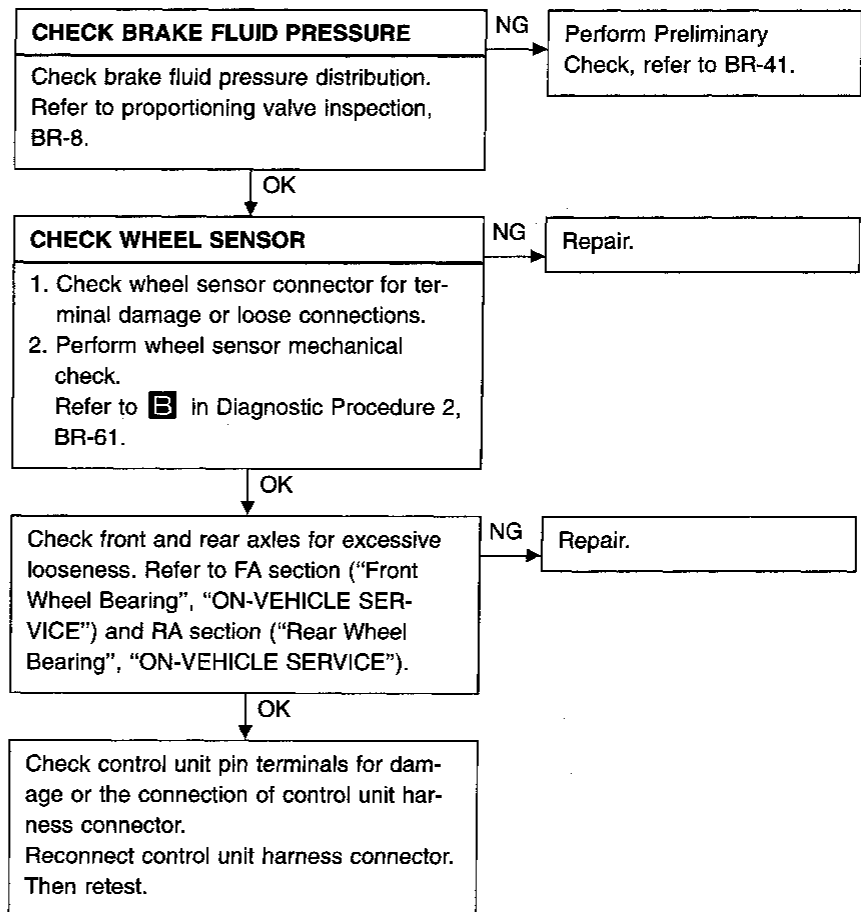 CHECK BRAKE FLUID PRESSURE
Check brake fluid pressure distribution.
Refer to proportioning valve inspection,
BR-8.
NG
Perform Preliminary
Check, refer to BR-41.
OK
CHECK WHEEL SENSOR
1. Check wheel sensor connector for ter-
minal damage or loose connections.
2. Perform wheel sensor mechanical
check.
Refer to B in Diagnostic Procedure 2,
BR-61.
NG
Repair.
OK
Check front and rear axles for excessive
looseness. Refer to FA section (“Front
Wheel Bearing”, “ON-VEHICLE SER-
VICE”) and RA section (“Rear Wheel
Bearing”, “ON-VEHICLE SERVICE”).
NG
Repair.
OK
Check control unit pin terminals for dam-
age or the connection of control unit har-
ness connector.
Reconnect control unit harness connector.
Then retest.